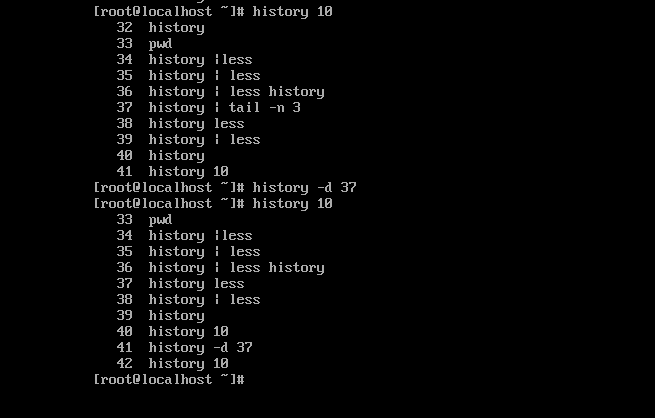 [root@localhost ~]# history 10
32 history
33 pwd
34 history |less
35 history | less
36 history | less history
37 history | tail -n 3
38 history less
39 history | less
40 history
41 history 10
[root@localhost ~]# history -d 37
[root@localhost ~]# history 10
33 pwd
34 history |less
35 history | less
36 history | less history
37 history less
38 history | less
39 history
40 history 10
41 history -d 37
42 history 10
[root@localhost ~]#